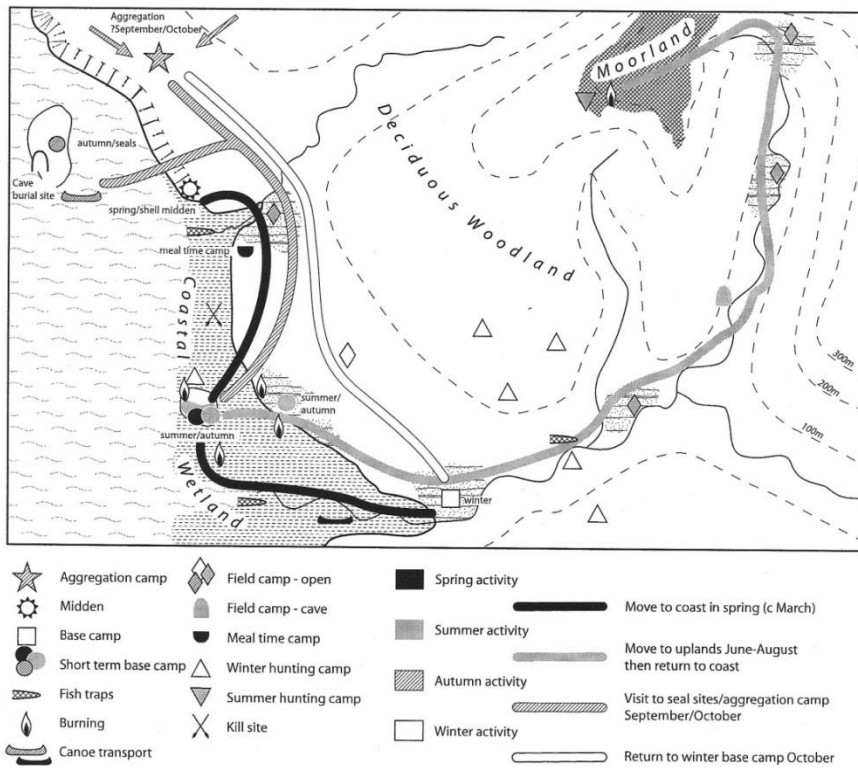 Aggregation
?September/October
Moorland
Deciduous Woodland
autumn/seals
Cave
burial site
spring/shell midden
meal time camp
Coastal
Wetland
summer/
autumn
summer/autumn
winter
300m
200m
100m
Aggregation camp
Midden
Base camp
Short term base camp
Fish traps
Burning
Canoe transport
Field camp - open
Field camp - cave
Meal time camp
Winter hunting camp
Summer hunting camp
Kill site
Spring activity
Summer activity
Autumn activity
Winter activity
Move to coast in spring (c March)
Move to uplands June-August
then return to coast
Visit to seal sites/aggregation camp
September/October
Return to winter base camp October